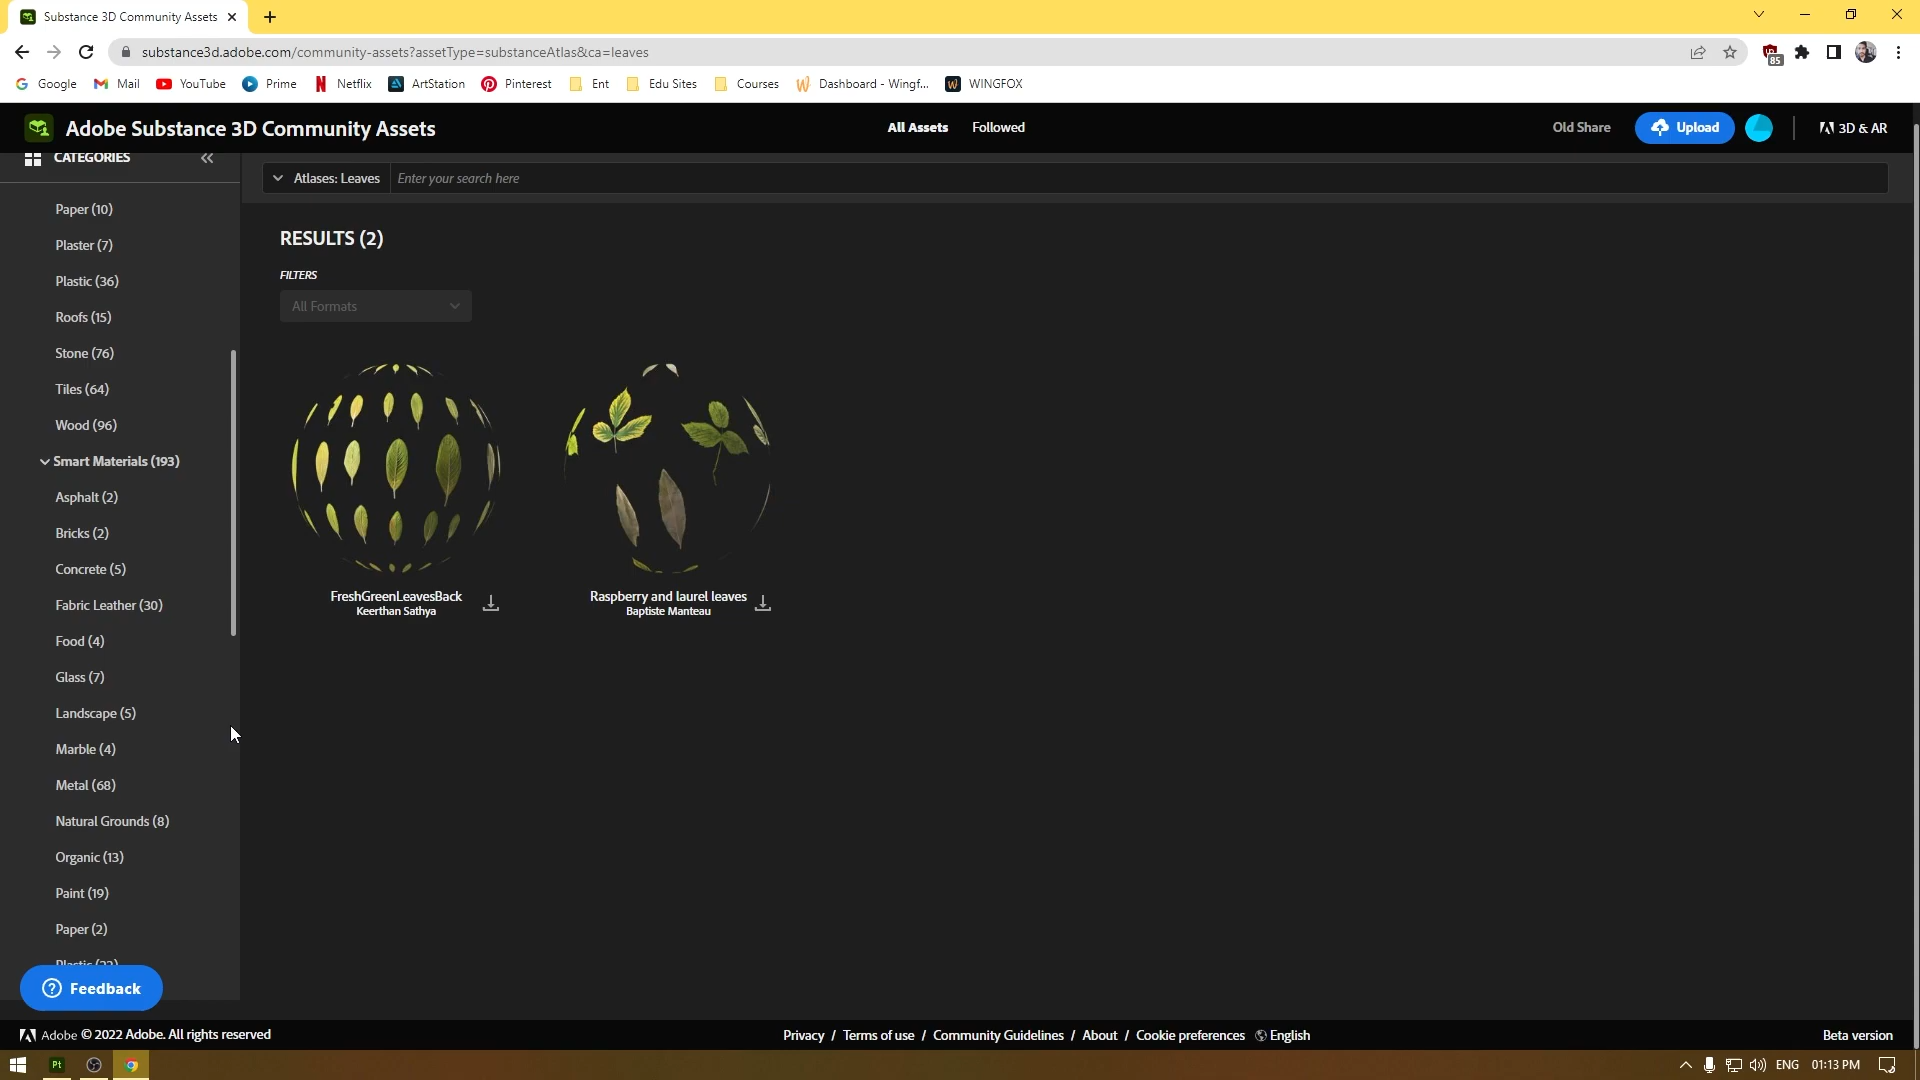 Substance 3D Community Assets
substance3d.adobe.com/community-assets?assetType=substanceAtlas&ca=leaves
85
Google Mail YouTube Prime Netflix ArtStation Pinterest Ent Edu Sites Courses Dashboard - Wingf... WINGFOX
Adobe Substance 3D Community Assets
All Assets Followed
Old Share Upload 3D & AR
CATEGORIES
Atlases: Leaves Enter your search here
Paper (10)
Plaster (7)
Plastic (36)
Roofs (15)
Stone (76)
Tiles (64)
Wood (96)
Smart Materials (193)
Asphalt (2)
Bricks (2)
Concrete (5)
Fabric Leather (30)
Food (4)
Glass (7)
Landscape (5)
Marble (4)
Metal (68)
Natural Grounds (8)
Organic (13)
Paint (19)
Paper (2)
Feedback
RESULTS (2)
FILTERS
All Formats
FreshGreenLeavesBack
Keerthan Sathya
Raspberry and laurel leaves
Baptiste Manteau
Adobe © 2022 Adobe. All rights reserved
Privacy / Terms of use / Community Guidelines / About / Cookie preferences English
Beta version
Pt
ENG 01:13 PM